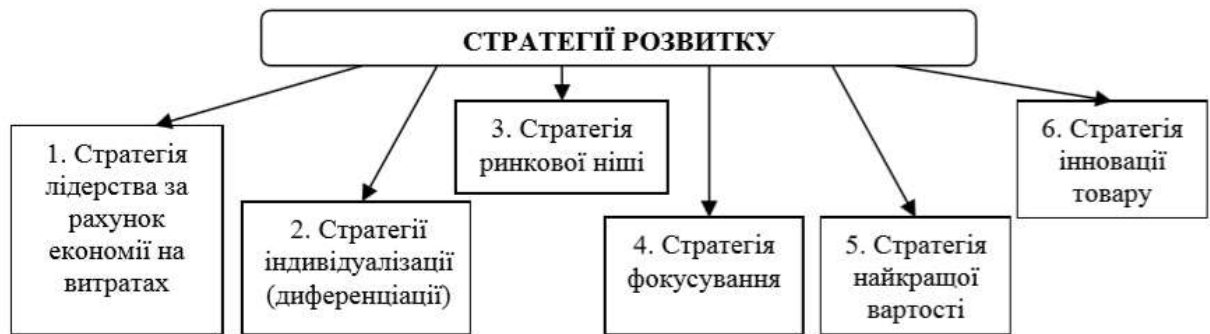 СТРАТЕГІЇ РОЗВИТКУ
1. Стратегія
лідерства за
рахунок
економії на
витратах
2. Стратегії
індивідуалізації
(диференціації)
3. Стратегія
ринкової ніші
4. Стратегія
фокусування
5. Стратегія
найкращої
вартості
6. Стратегія
інновації
товару